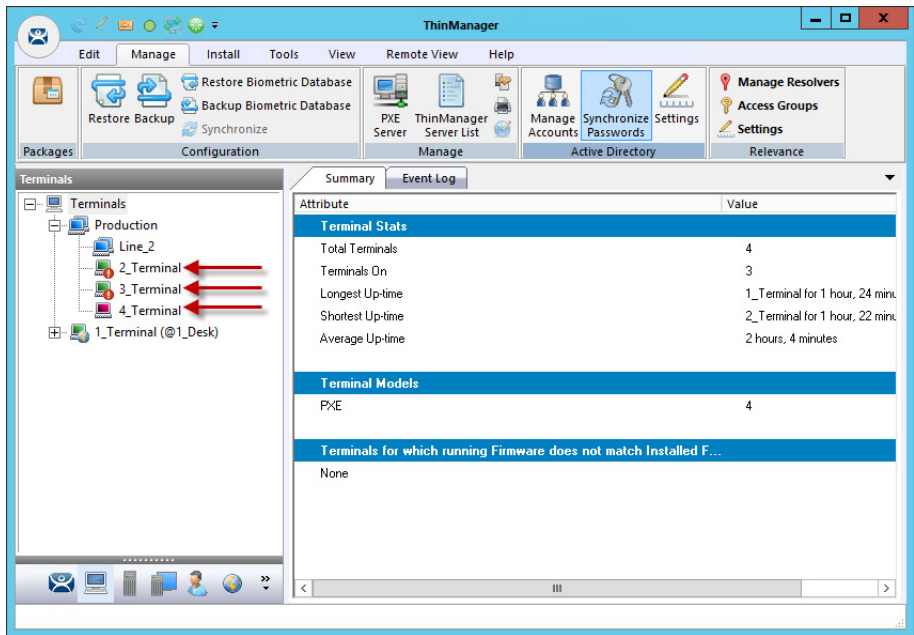 ThinManager
X
Edit Manage Install Tools View Remote View Help
Restore Backup
Restore Biometric Database
Backup Biometric Database
Synchronize
PXE Server
ThinManager Server List
Manage Accounts
Synchronize Passwords
Settings
Manage Resolvers
Access Groups
Settings
Packages Configuration Manage Active Directory Relevance
Terminals
Terminals
Production
Line_2
2_Terminal
3_Terminal
4_Terminal
1_Terminal (@1_Desk)
Summary Event Log
Attribute Value
Terminal Stats
Total Terminals 4
Terminals On 3
Longest Up-time 1_Terminal for 1 hour, 24 minu
Shortest Up-time 2_Terminal for 1 hour, 22 minu
Average Up-time 2 hours, 4 minutes
Terminal Models
PXE 4
Terminals for which running Firmware does not match Installed F...
None